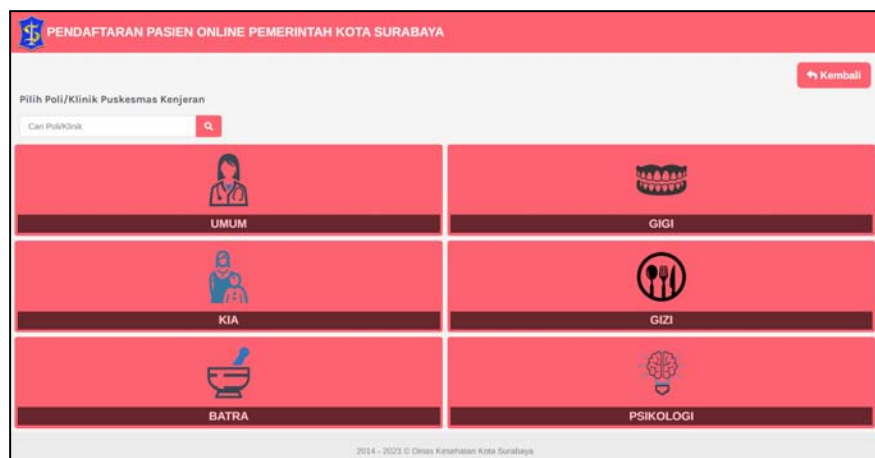 PENDAFTARAN PASIEN ONLINE PEMERINTAH KOTA SURABAYA
Kembali
Pilih Poli/Klinik Puskesmas Kenjeran
Cari Poli/Klinik
UMUM
GIGI
KIA
GIZI
BATRA
PSIKOLOGI
2014 - 2023 © Dinas Kesehatan Kota Surabaya